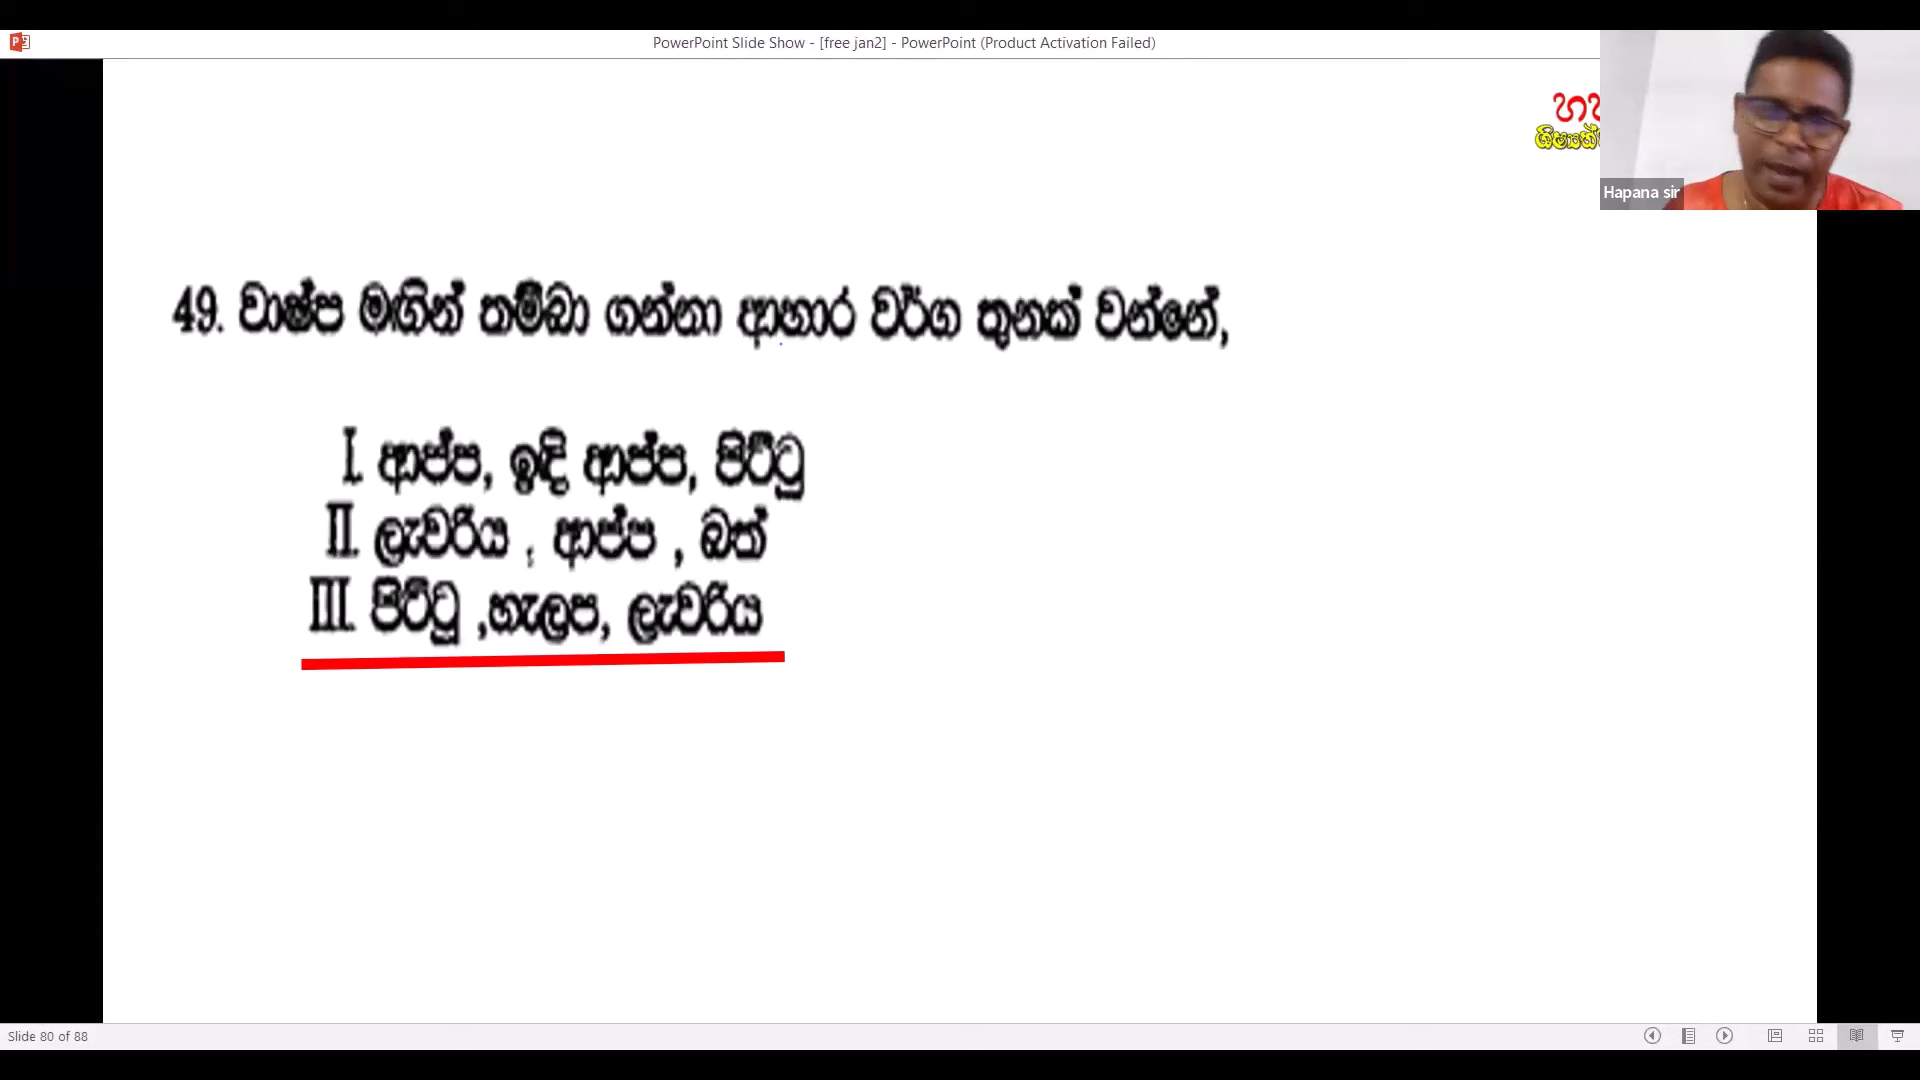 PowerPoint Slide Show - [free jan2] - PowerPoint (Product Activation Failed)
Hapana sir
49. වාෂ්ප මඟින් තම්බා ගන්නා ආහාර වර්ග තුනක් වන්නේ,
I. ආප්ප, ඉඳි ආප්ප, පිට්ටු
II. ලැවරිය , ආප්ප , බත්
III. පිට්ටු ,හැලප, ලැවරිය
Slide 80 of 88